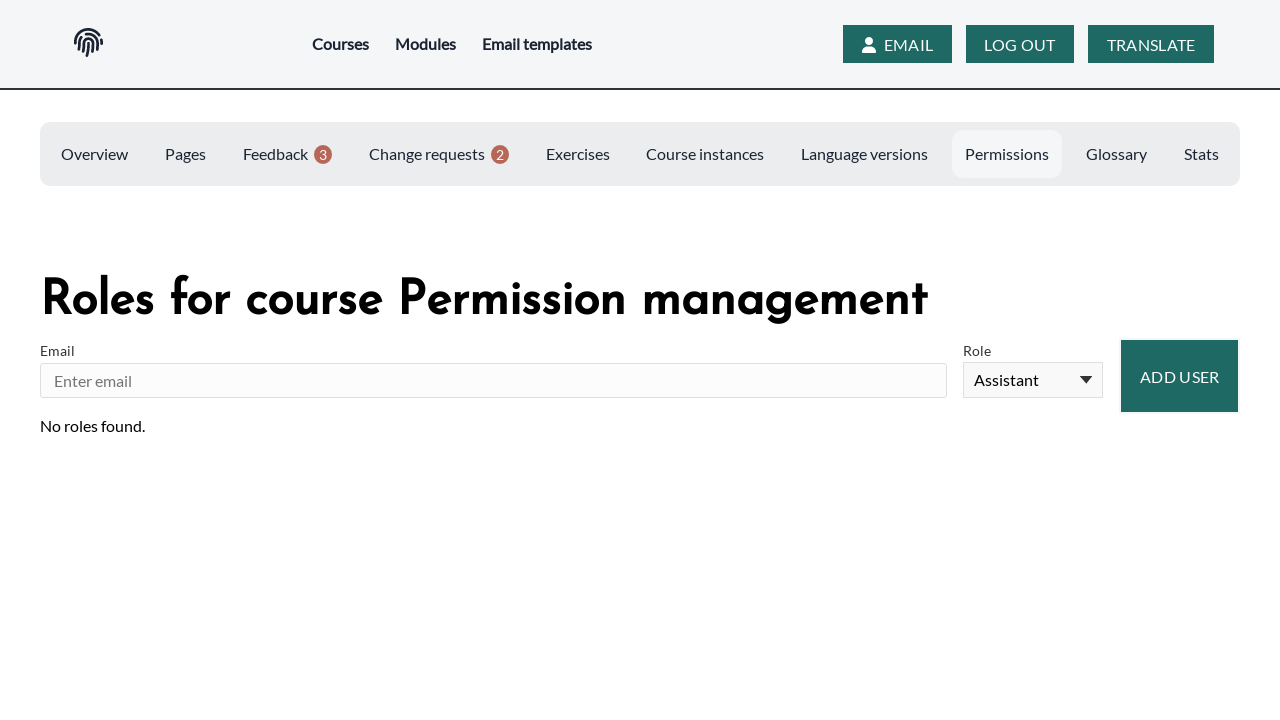 Courses Modules Email templates EMAIL LOG OUT TRANSLATE
Overview Pages Feedback 3 Change requests 2 Exercises Course instances Language versions Permissions Glossary Stats
Roles for course Permission management
Email Role
Enter email Assistant ADD USER
No roles found.